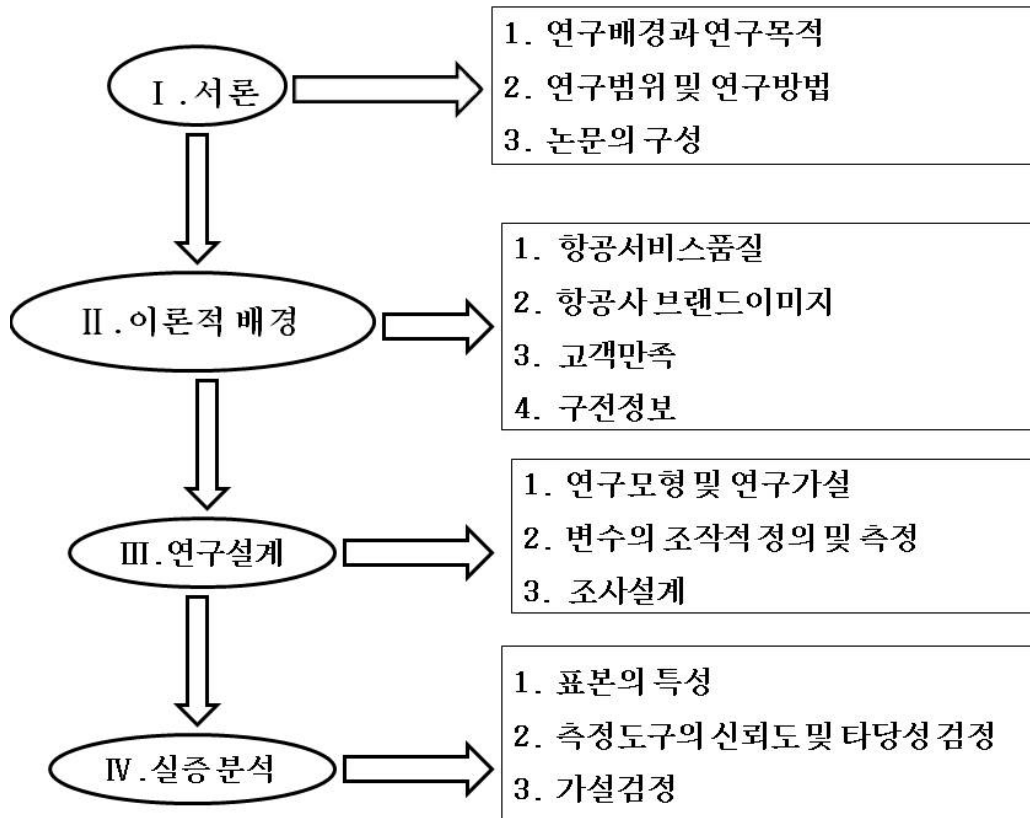 Ⅰ.서론
1. 연구배경과 연구목적
2. 연구범위 및 연구방법
3. 논문의 구성
Ⅱ.이론적 배경
1. 항공서비스품질
2. 항공사 브랜드이미지
3. 고객만족
4. 구전정보
Ⅲ.연구설계
1. 연구모형 및 연구가설
2. 변수의 조작적 정의 및 측정
3. 조사설계
Ⅳ.실증분석
1. 표본의 특성
2. 측정도구의 신뢰도 및 타당성 검정
3. 가설검정